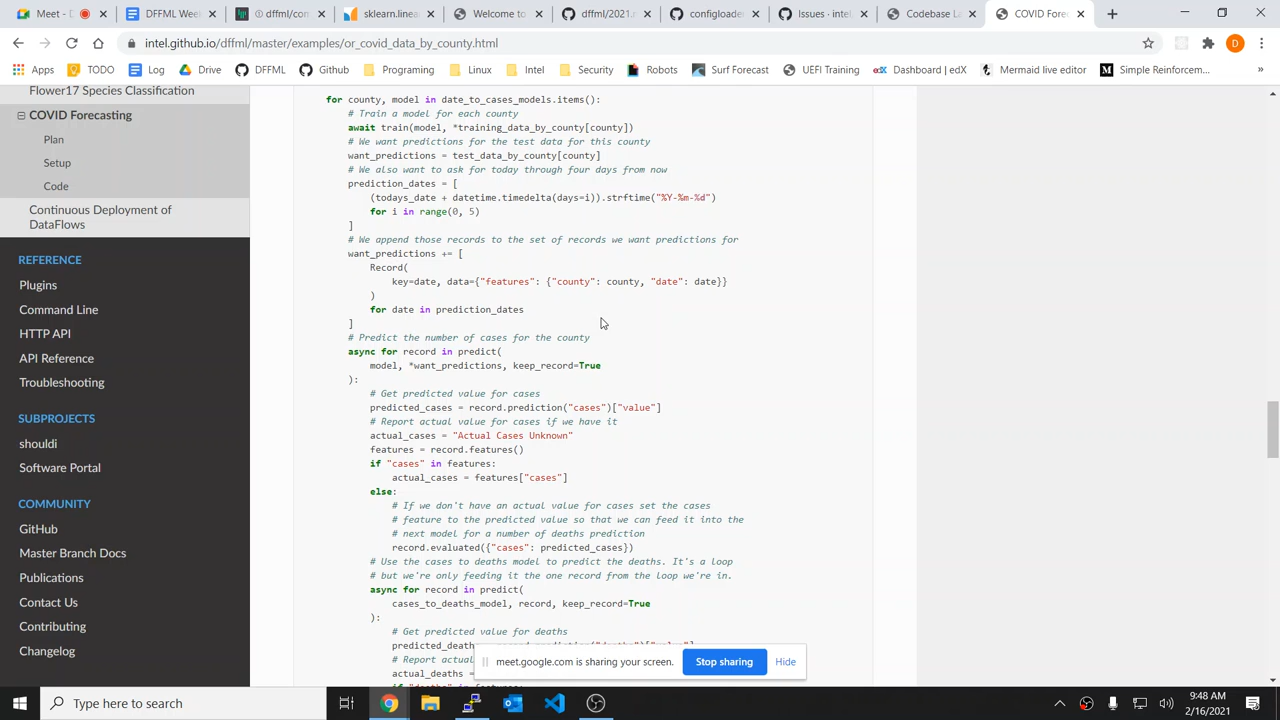 Meet - D
DFFML Week
dffml/con
sklearn.linea
Welcome to
dffml/2021.m
configloade
Issues - inte
Codebase La
COVID Fore
intel.github.io/dffml/master/examples/or_covid_data_by_county.html
D
Apps
TODO
Log
Drive
DFFML
Github
Programing
Linux
Intel
Security
Robots
Surf Forecast
UEFI Training
Dashboard | edX
Mermaid live editor
Simple Reinforcem...
Flower17 Species Classification
COVID Forecasting
Plan
Setup
Code
Continuous Deployment of
DataFlows
REFERENCE
Plugins
Command Line
HTTP API
API Reference
Troubleshooting
SUBPROJECTS
shouldi
Software Portal
COMMUNITY
GitHub
Master Branch Docs
Publications
Contact Us
Contributing
Changelog
for county, model in date_to_cases_models.items():
# Train a model for each county
await train(model, *training_data_by_county[county])
# We want predictions for the test data for this county
want_predictions = test_data_by_county[county]
# We also want to ask for today through four days from now
prediction_dates = [
(todays_date + datetime.timedelta(days=i)).strftime("%Y-%m-%d")
for i in range(0, 5)
]
# We append those records to the set of records we want predictions for
want_predictions += [
Record(
key=date, data={"features": {"county": county, "date": date}}
)
for date in prediction_dates
]
# Predict the number of cases for the county
async for record in predict(
model, *want_predictions, keep_record=True
):
# Get predicted value for cases
predicted_cases = record.prediction("cases")["value"]
# Report actual value for cases if we have it
actual_cases = "Actual Cases Unknown"
features = record.features()
if "cases" in features:
actual_cases = features["cases"]
else:
# If we don't have an actual value for cases set the cases
# feature to the predicted value so that we can feed it into the
# next model for a number of deaths prediction
record.evaluated({"cases": predicted_cases})
# Use the cases to deaths model to predict the deaths. It's a loop
# but we're only feeding it the one record from the loop we're in.
async for record in predict(
cases_to_deaths_model, record, keep_record=True
):
# Get predicted value for deaths
predicted_death
# Report actual
actual_deaths =
meet.google.com is sharing your screen.
Stop sharing
Hide
Type here to search
9:48 AM
2/16/2021